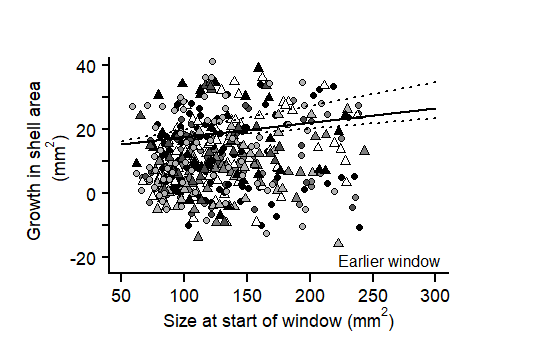 Growth in shell area
(mm²)
40
20
0
-20
Earlier window
50 100 150 200 250 300
Size at start of window (mm²)